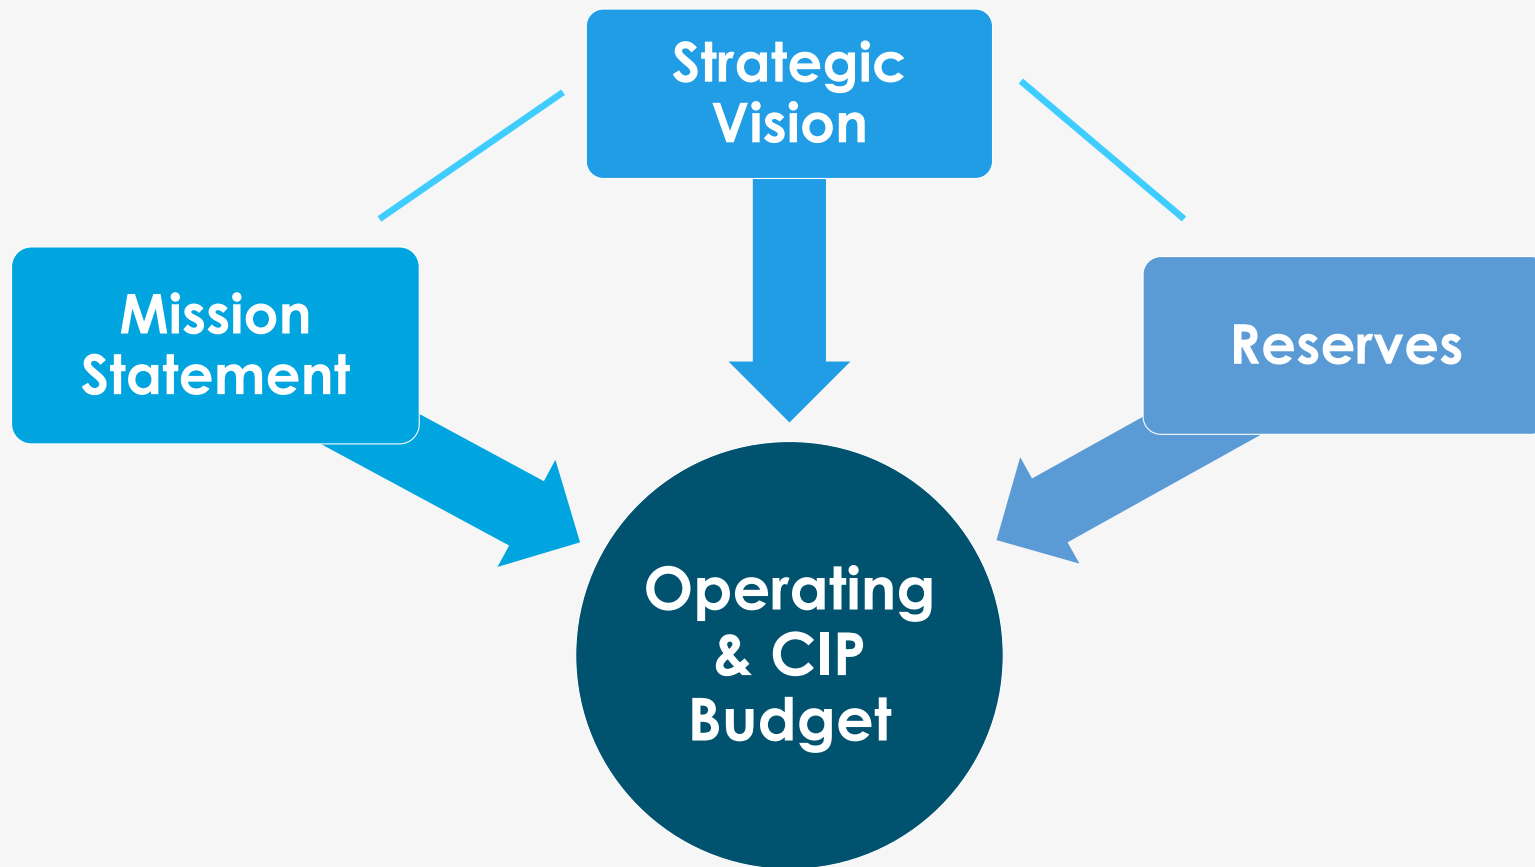 Strategic
Vision
Mission
Statement
Reserves
Operating
& CIP
Budget